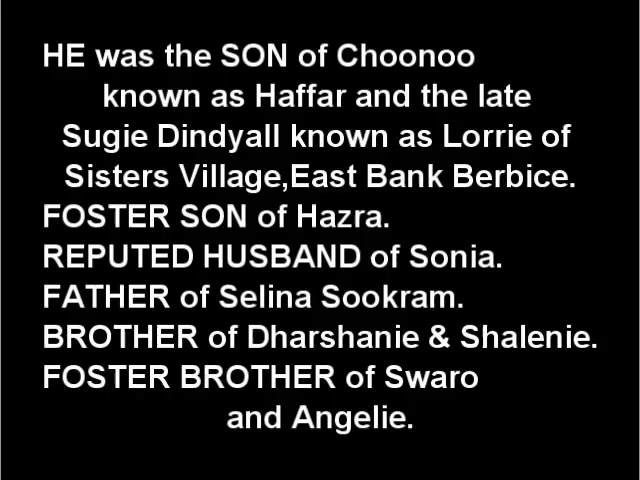 HE was the SON of Choonoo
known as Haffar and the late
Sugie Dindyall known as Lorrie of
Sisters Village,East Bank Berbice.
FOSTER SON of Hazra.
REPUTED HUSBAND of Sonia.
FATHER of Selina Sookram.
BROTHER of Dharshanie & Shalenie.
FOSTER BROTHER of Swaro
and Angelie.